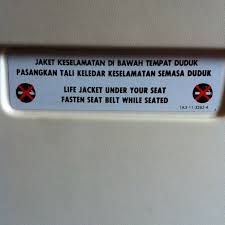 JAKET KESELAMATAN DI BAWAH TEMPAT DUDUK
PASANGKAN TALI KELEDAR KESELAMATAN SEMASA DUDUK
LIFE JACKET UNDER YOUR SEAT
FASTEN SEAT BELT WHILE SEATED